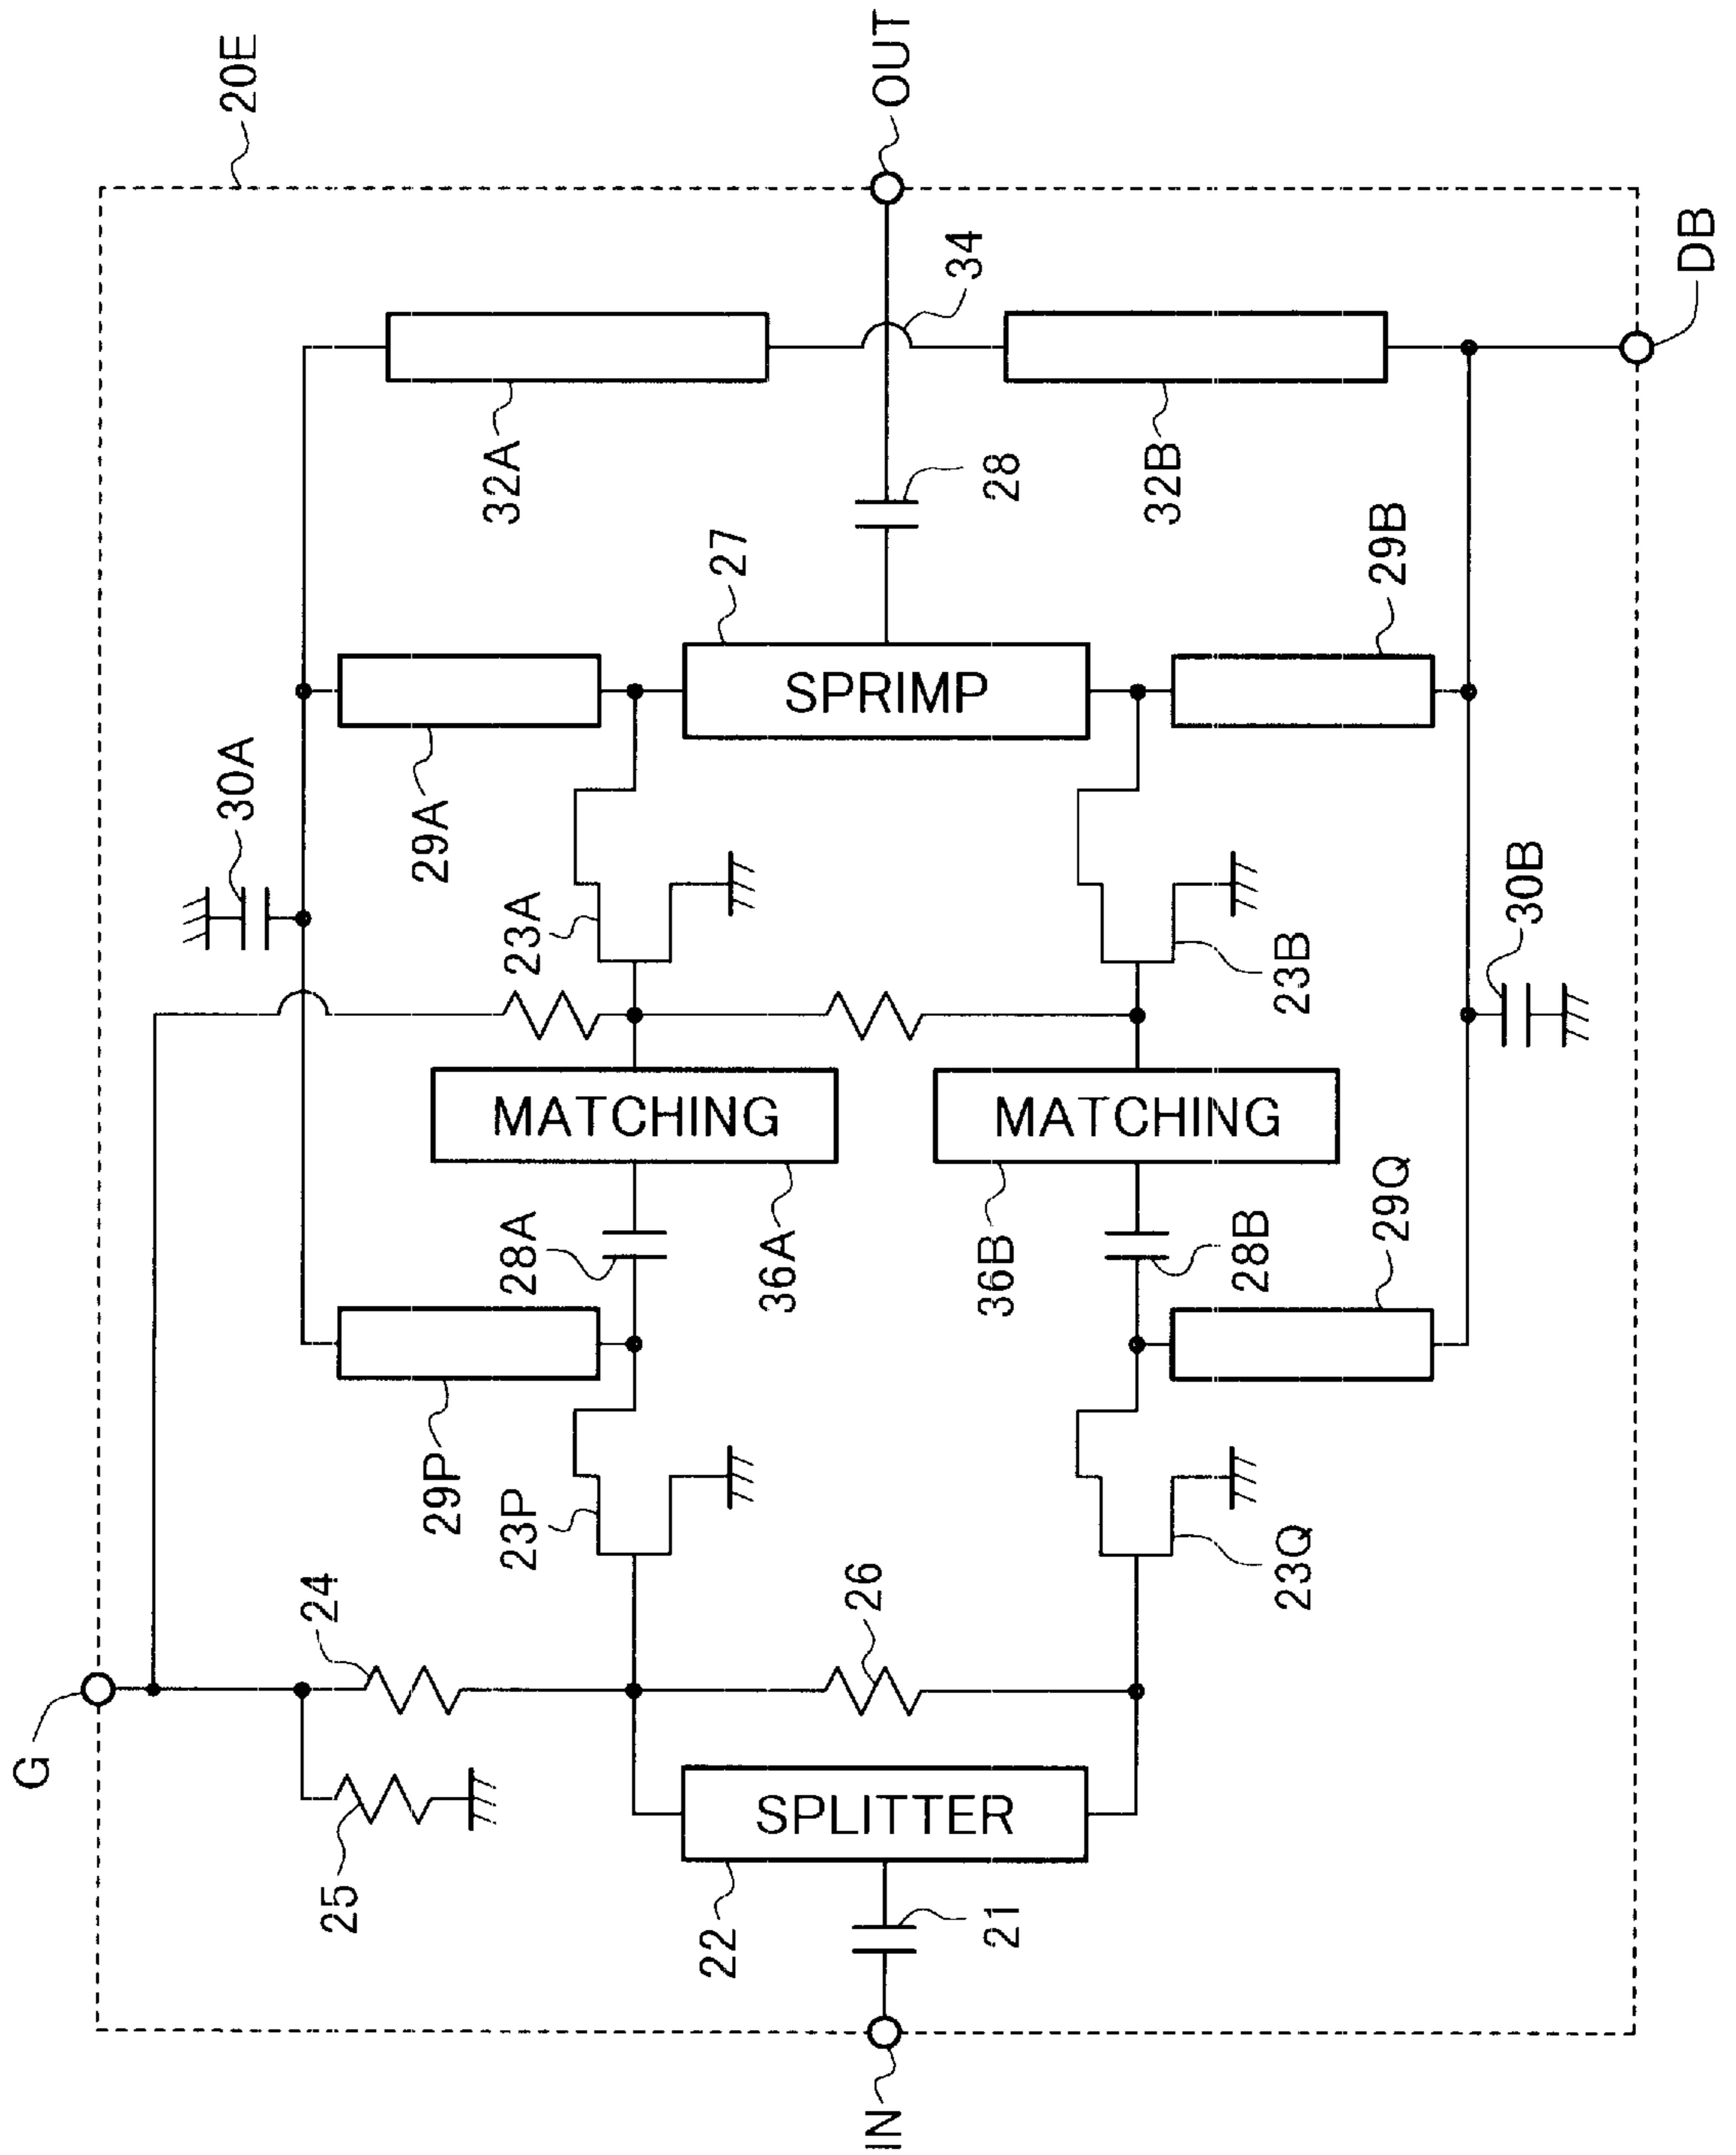 20E
G
25
24
29P
30A
29A
32A
23P
28A
23A
36A
MATCHING
IN
21
22
SPLITTER
26
SPRIMP
27
28
34
OUT
MATCHING
36B
23Q
28B
23B
29Q
30B
29B
32B
DB